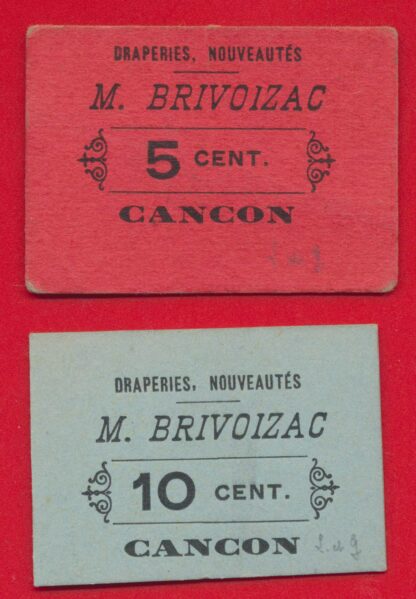 DRAPERIES, NOUVEAUTÉS
M. BRIVOIZAC
5 CENT.
CANCON
DRAPERIES, NOUVEAUTÉS
M. BRIVOIZAC
10 CENT.
CANCON